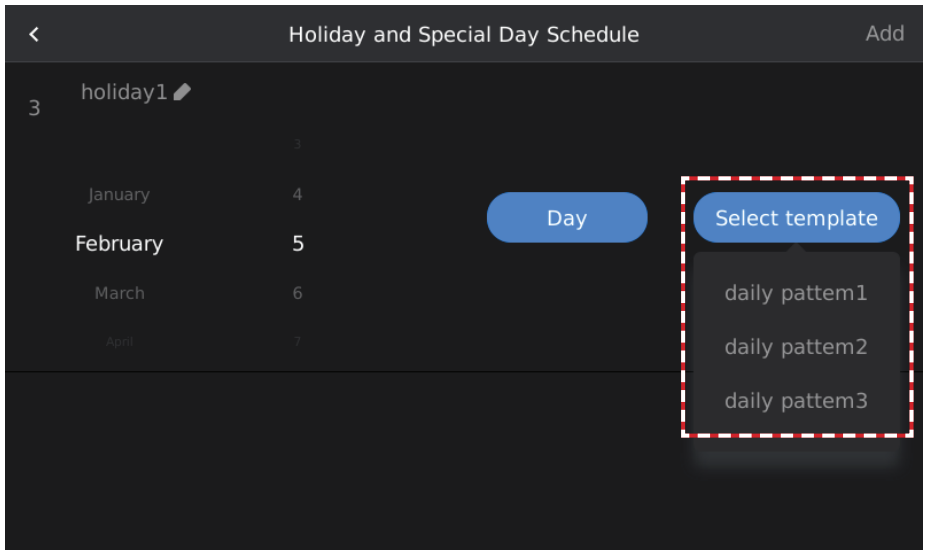 Holiday and Special Day Schedule Add
3 holiday1
3
January 4
February 5 Day Select template
March 6
April 7
daily pattem1
daily pattem2
daily pattem3